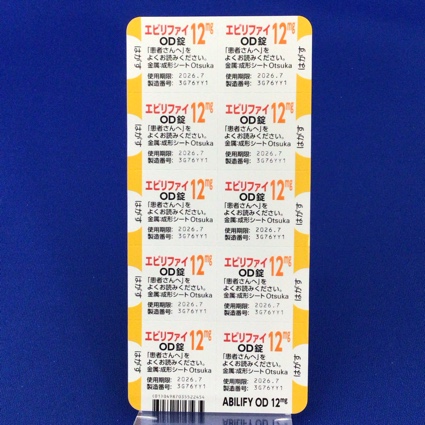 エビリファイ 12mg
OD錠
「患者さんへ」を
よくお読みください。
金属:成形シート Otsuka
使用期限: 2026.7
製造番号: 3G76YY1
エビリファイ 12mg
OD錠
「患者さんへ」を
よくお読みください。
金属:成形シート Otsuka
使用期限: 2026.7
製造番号: 3G76YY1
はがす
はがす
エビリファイ 12mg
OD錠
「患者さんへ」を
よくお読みください。
金属:成形シート Otsuka
使用期限: 2026.7
製造番号: 3G76YY1
エビリファイ 12mg
OD錠
「患者さんへ」を
よくお読みください。
金属:成形シート Otsuka
使用期限: 2026.7
製造番号: 3G76YY1
はがす
はがす
エビリファイ 12mg
OD錠
「患者さんへ」を
よくお読みください。
金属:成形シート Otsuka
使用期限: 2026.7
製造番号: 3G76YY1
エビリファイ 12mg
OD錠
「患者さんへ」を
よくお読みください。
金属:成形シート Otsuka
使用期限: 2026.7
製造番号: 3G76YY1
はがす
はがす
エビリファイ 12mg
OD錠
「患者さんへ」を
よくお読みください。
金属:成形シート Otsuka
使用期限: 2026.7
製造番号: 3G76YY1
エビリファイ 12mg
OD錠
「患者さんへ」を
よくお読みください。
金属:成形シート Otsuka
使用期限: 2026.7
製造番号: 3G76YY1
はがす
はがす
エビリファイ 12mg
OD錠
「患者さんへ」を
よくお読みください。
金属:成形シート Otsuka
使用期限: 2026.7
製造番号: 3G76YY1
エビリファイ 12mg
OD錠
「患者さんへ」を
よくお読みください。
金属:成形シート Otsuka
使用期限: 2026.7
製造番号: 3G76YY1
はがす
はがす
ABILIFY OD 12mg